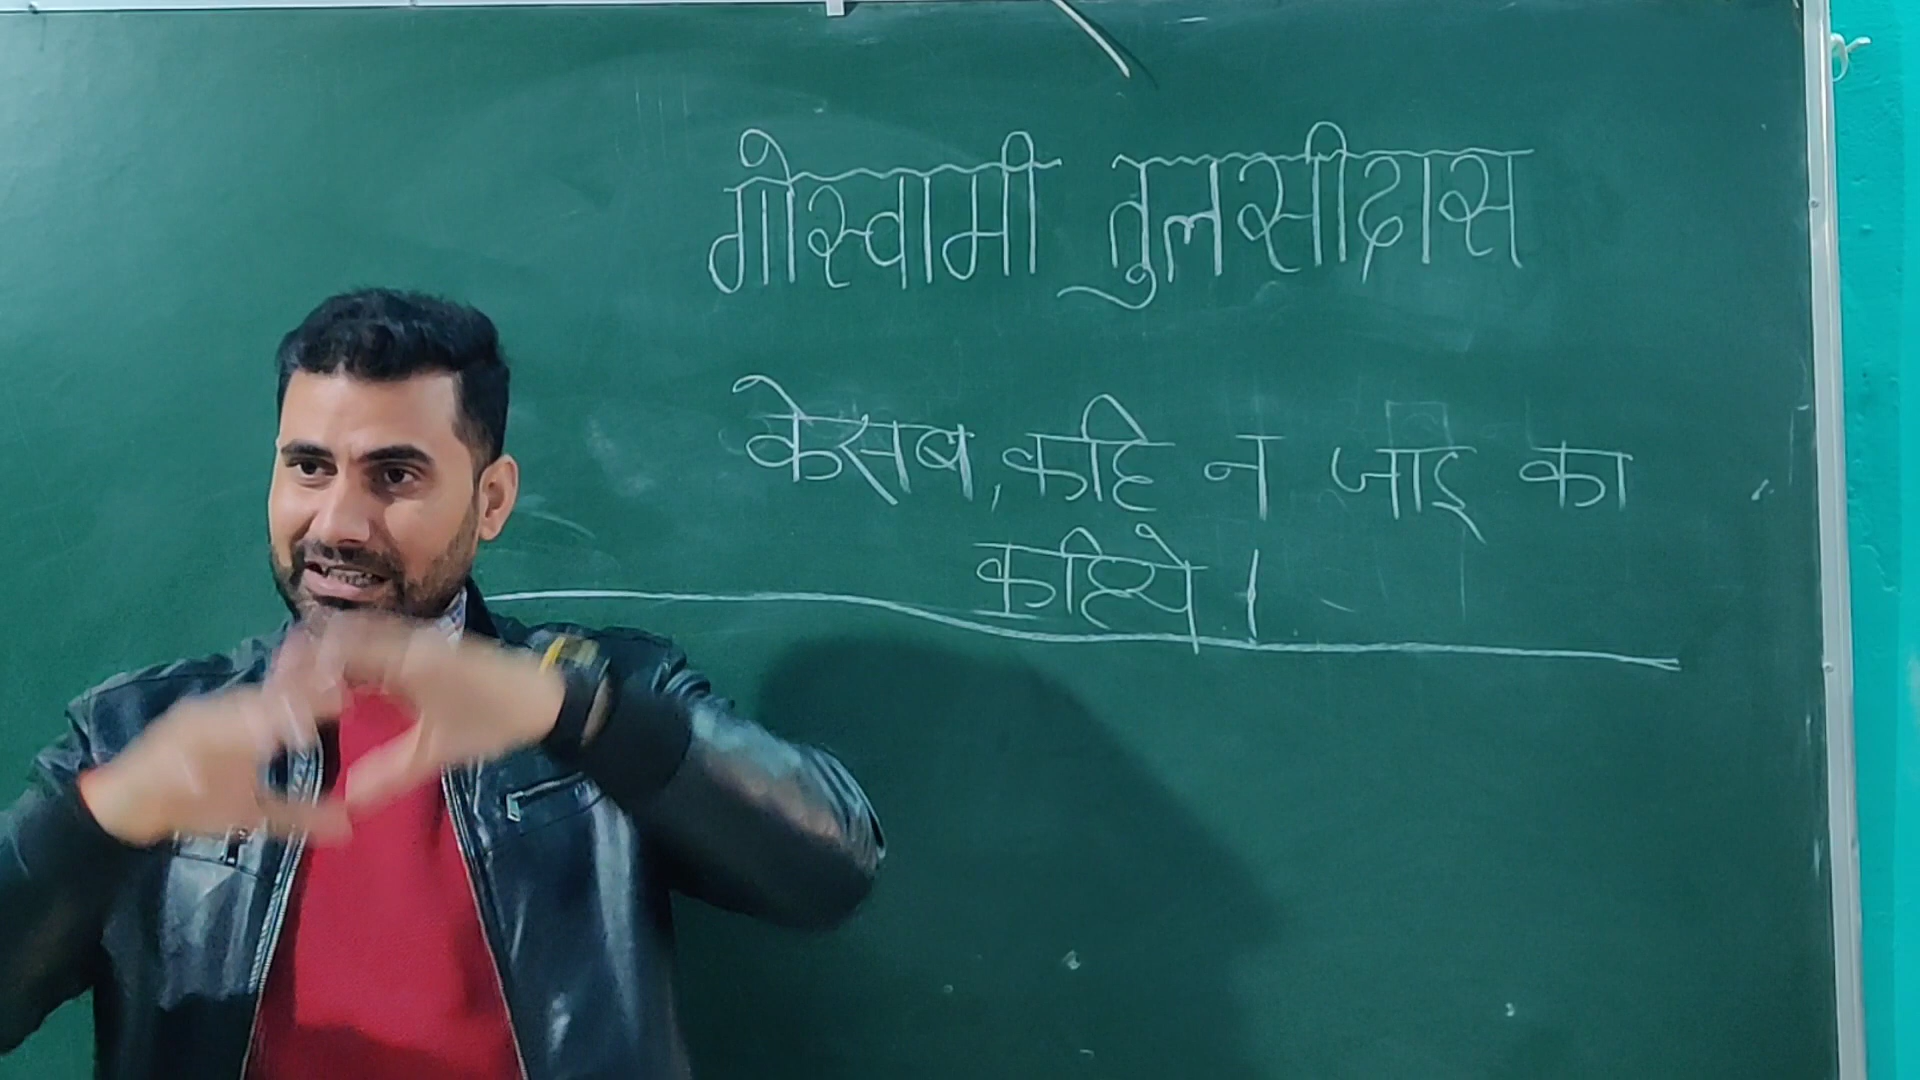 गोस्वामी तुलसीदास
केसब, कहि न जाइ का
कहिये ।